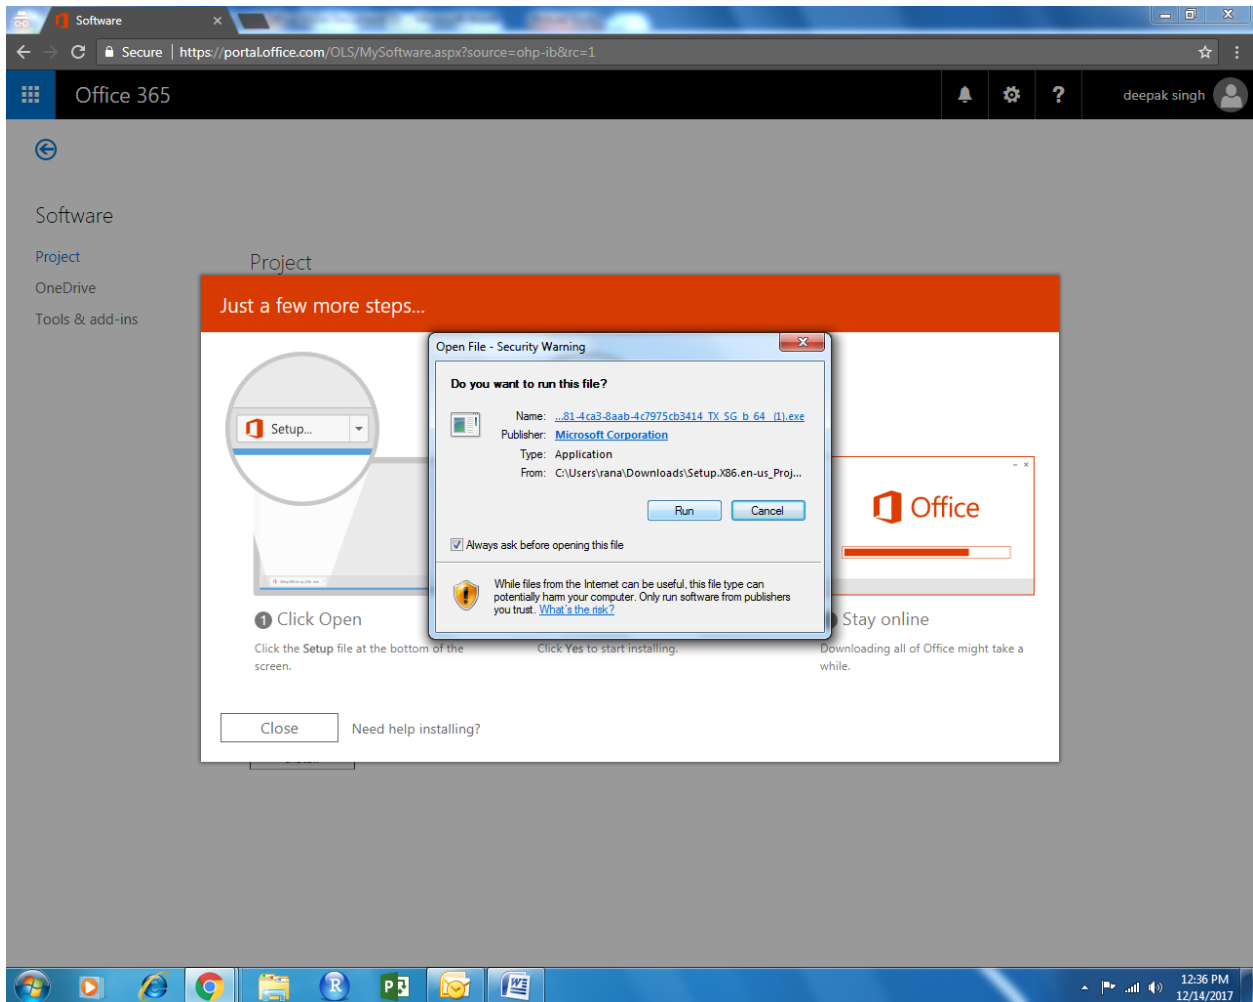 Software
Secure | https://portal.office.com/OLS/MySoftware.aspx?source=ohp-ib&rc=1
Office 365
?
deepak singh
Software
Project
OneDrive
Tools & add-ins
Project
Just a few more steps...
Setup...
Open File - Security Warning
Do you want to run this file?
Name: ...81-4ca3-8aab-4c7975cb3414_TX_SG_b_64_ (1).exe
Publisher: Microsoft Corporation
Type: Application
From: C:\Users\rana\Downloads\Setup.X86.en-us_Proj...
Run
Cancel
Always ask before opening this file
While files from the Internet can be useful, this file type can
potentially harm your computer. Only run software from publishers
you trust. What's the risk?
Office
1 Click Open
Click the Setup file at the bottom of the
screen.
Click Yes to start installing.
Stay online
Downloading all of Office might take a
while.
Close
Need help installing?
12:36 PM
12/14/2017